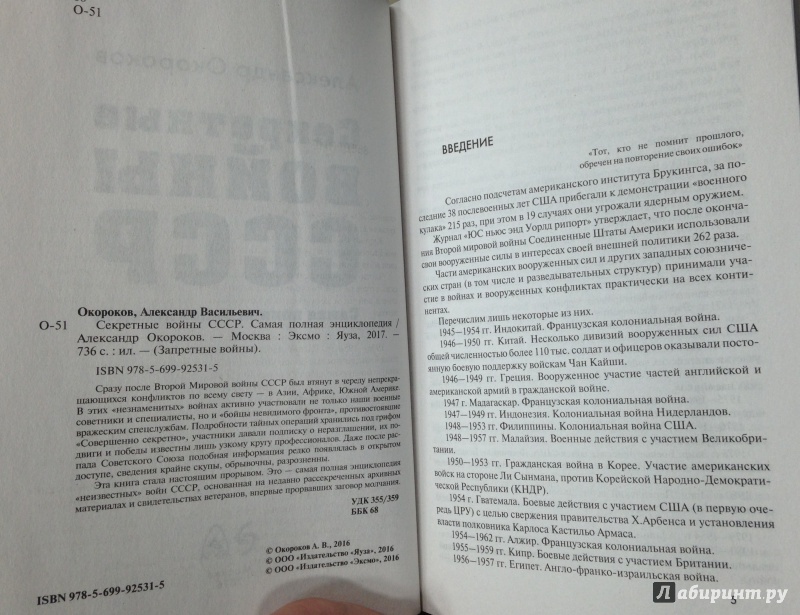 О-51
Окороков, Александр Васильевич.
О-51 Секретные войны СССР. Самая полная энциклопедия /
Александр Окороков. — Москва : Эксмо : Яуза, 2017. —
736 с. : ил. — (Запретные войны).
ISBN 978-5-699-92531-5
Сразу после Второй Мировой войны СССР был втянут в череду непрекра-
щающихся конфликтов по всему свету — в Азии, Африке, Южной Америке.
В этих «незнаменитых» войнах активно участвовали не только наши военные
советники и специалисты, но и «бойцы невидимого фронта», противостоявшие
вражеским спецслужбам. Подробности тайных операций хранились под грифом
«Совершенно секретно», участники давали подписку о неразглашении, их по-
двиги и победы известны лишь узкому кругу профессионалов. Даже после рас-
пада Советского Союза подобная информация редко появлялась в открытом
доступе, сведения крайне скупы, обрывочны, разрозненны.
Эта книга стала настоящим прорывом. Это — самая полная энциклопедия
«неизвестных» войн СССР, основанная на недавно рассекреченных архивных
материалах и свидетельствах ветеранов, впервые прорвавших заговор молчания.
УДК 355/359
ББК 68
© Окороков А. В., 2016
© ООО «Издательство «Яуза», 2016
© ООО «Издательство «Эксмо», 2016
ISBN 978-5-699-92531-5
ВВЕДЕНИЕ
«Тот, кто не помнит прошлого,
обречен на повторение своих ошибок»
Согласно подсчетам американского института Брукингса, за по-
следние 38 послевоенных лет США прибегали к демонстрации «военного
кулака» 215 раз, при этом в 19 случаях они угрожали ядерным оружием.
Журнал «ЮС ньюс энд Уорлд рипорт» утверждает, что после оконча-
ния Второй мировой войны Соединенные Штаты Америки использовали
свои вооруженные силы в интересах своей внешней политики 262 раза.
Части американских вооруженных сил и других западных союзниче-
ских стран (в том числе и разведывательных структур) принимали уча-
стие в войнах и вооруженных конфликтах практически на всех конти-
нентах.
Перечислим лишь некоторые из них.
1945–1954 гг. Индокитай. Французская колониальная война.
1946–1950 гг. Китай. Несколько дивизий вооруженных сил США
общей численностью более 110 тыс. солдат и офицеров оказывали посто-
янную боевую поддержку войскам Чан Кайши.
1946–1949 гг. Греция. Вооруженное участие частей английской и
американской армий в гражданской войне.
1947 г. Мадагаскар. Французская колониальная война.
1947–1949 гг. Индонезия. Колониальная война Нидерландов.
1948–1953 гг. Филиппины. Колониальная война США.
1948–1957 гг. Малайзия. Военные действия с участием Великобри-
тании.
1950–1953 гг. Гражданская война в Корее. Участие американских
войск на стороне Ли Сынмана, против Корейской Народно-Демократи-
ческой Республики (КНДР).
1954 г. Гватемала. Боевые действия с участием США (в первую оче-
редь ЦРУ) с целью свержения правительства Х.Арбенса и установления
власти полковника Карлоса Кастильо Армаса.
1954–1962 гг. Алжир. Французская колониальная война.
1955–1959 гг. Кипр. Боевые действия с участием Британии.
1956–1957 гг. Египет. Англо-франко-израильская война.
Лабиринт.ру